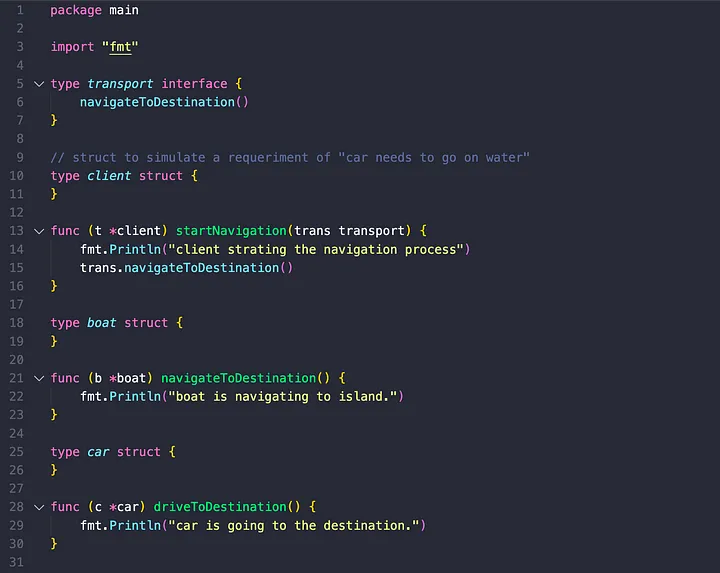 1 package main
2
3 import "fmt"
4
5 type transport interface {
6     navigateToDestination()
7 }
8
9 // struct to simulate a requeriment of "car needs to go on water"
10 type client struct {
11 }
12
13 func (t *client) startNavigation(trans transport) {
14     fmt.Println("client strating the navigation process")
15     trans.navigateToDestination()
16 }
17
18 type boat struct {
19 }
20
21 func (b *boat) navigateToDestination() {
22     fmt.Println("boat is navigating to island.")
23 }
24
25 type car struct {
26 }
27
28 func (c *car) driveToDestination() {
29     fmt.Println("car is going to the destination.")
30 }
31